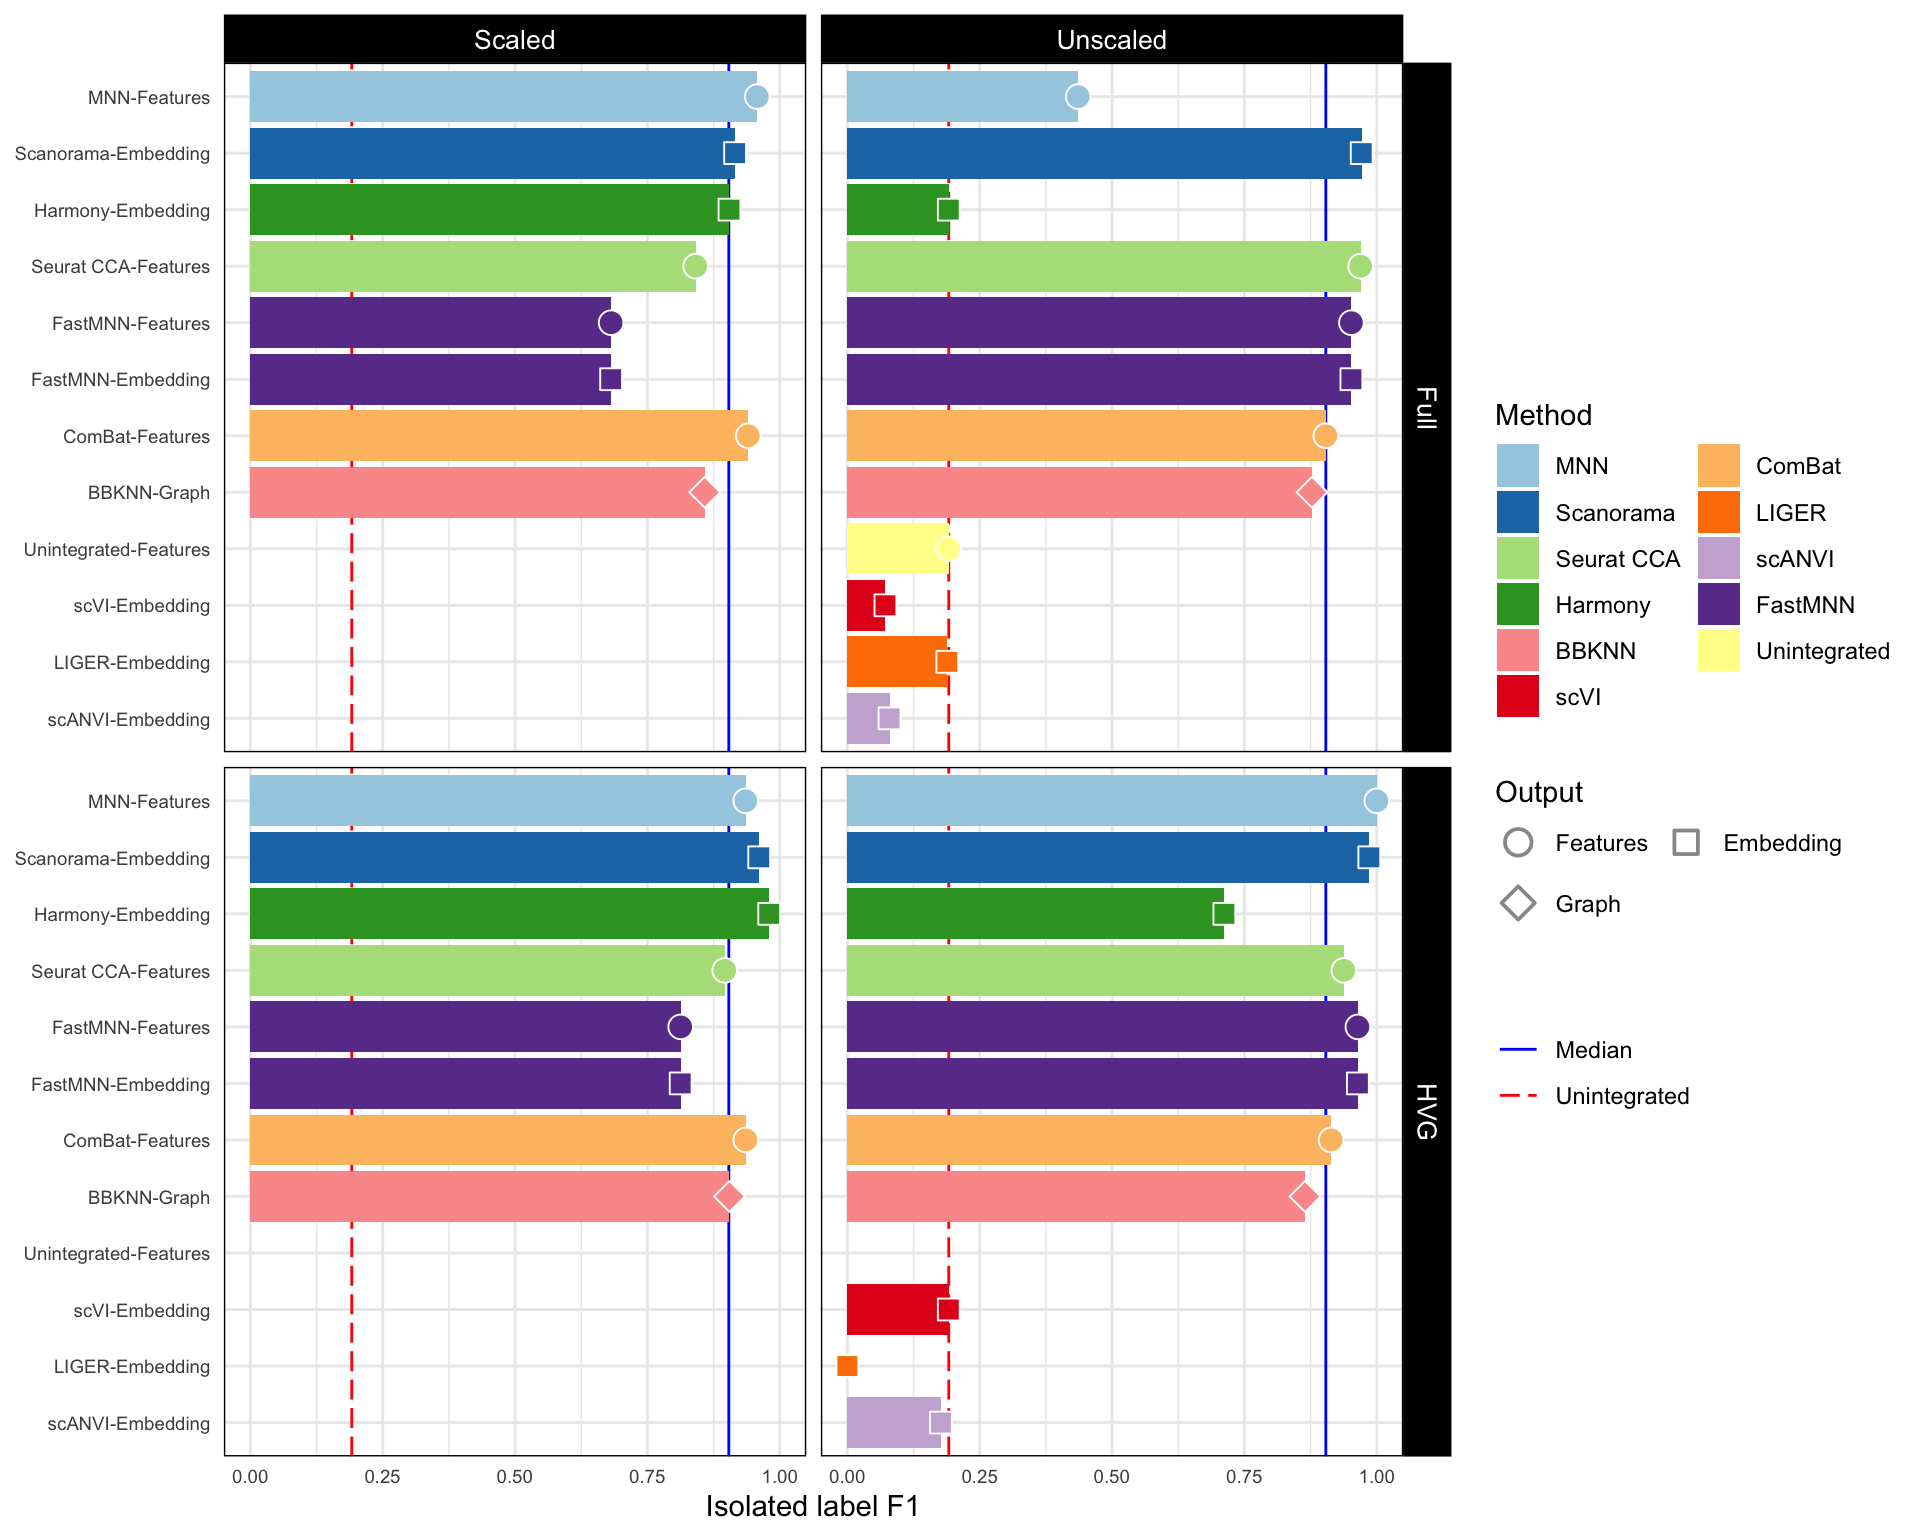 Scaled
Unscaled
MNN-Features
Scanorama-Embedding
Harmony-Embedding
Seurat CCA-Features
FastMNN-Features
FastMNN-Embedding
ComBat-Features
BBKNN-Graph
Unintegrated-Features
scVI-Embedding
LIGER-Embedding
scANVI-Embedding
Full
MNN-Features
Scanorama-Embedding
Harmony-Embedding
Seurat CCA-Features
FastMNN-Features
FastMNN-Embedding
ComBat-Features
BBKNN-Graph
Unintegrated-Features
scVI-Embedding
LIGER-Embedding
scANVI-Embedding
HVG
0.00 0.25 0.50 0.75 1.00
0.00 0.25 0.50 0.75 1.00
Isolated label F1
Method
MNN
Scanorama
Seurat CCA
Harmony
BBKNN
scVI
ComBat
LIGER
scANVI
FastMNN
Unintegrated
Output
Features
Embedding
Graph
Median
Unintegrated